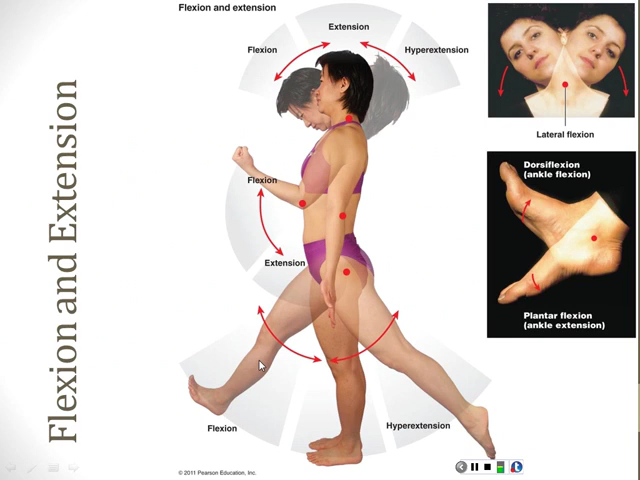 Flexion and Extension
Flexion and extension
Extension
Flexion
Hyperextension
Flexion
Extension
Flexion
Hyperextension
© 2011 Pearson Education, Inc.
Lateral flexion
Dorsiflexion
(ankle flexion)
Plantar flexion
(ankle extension)